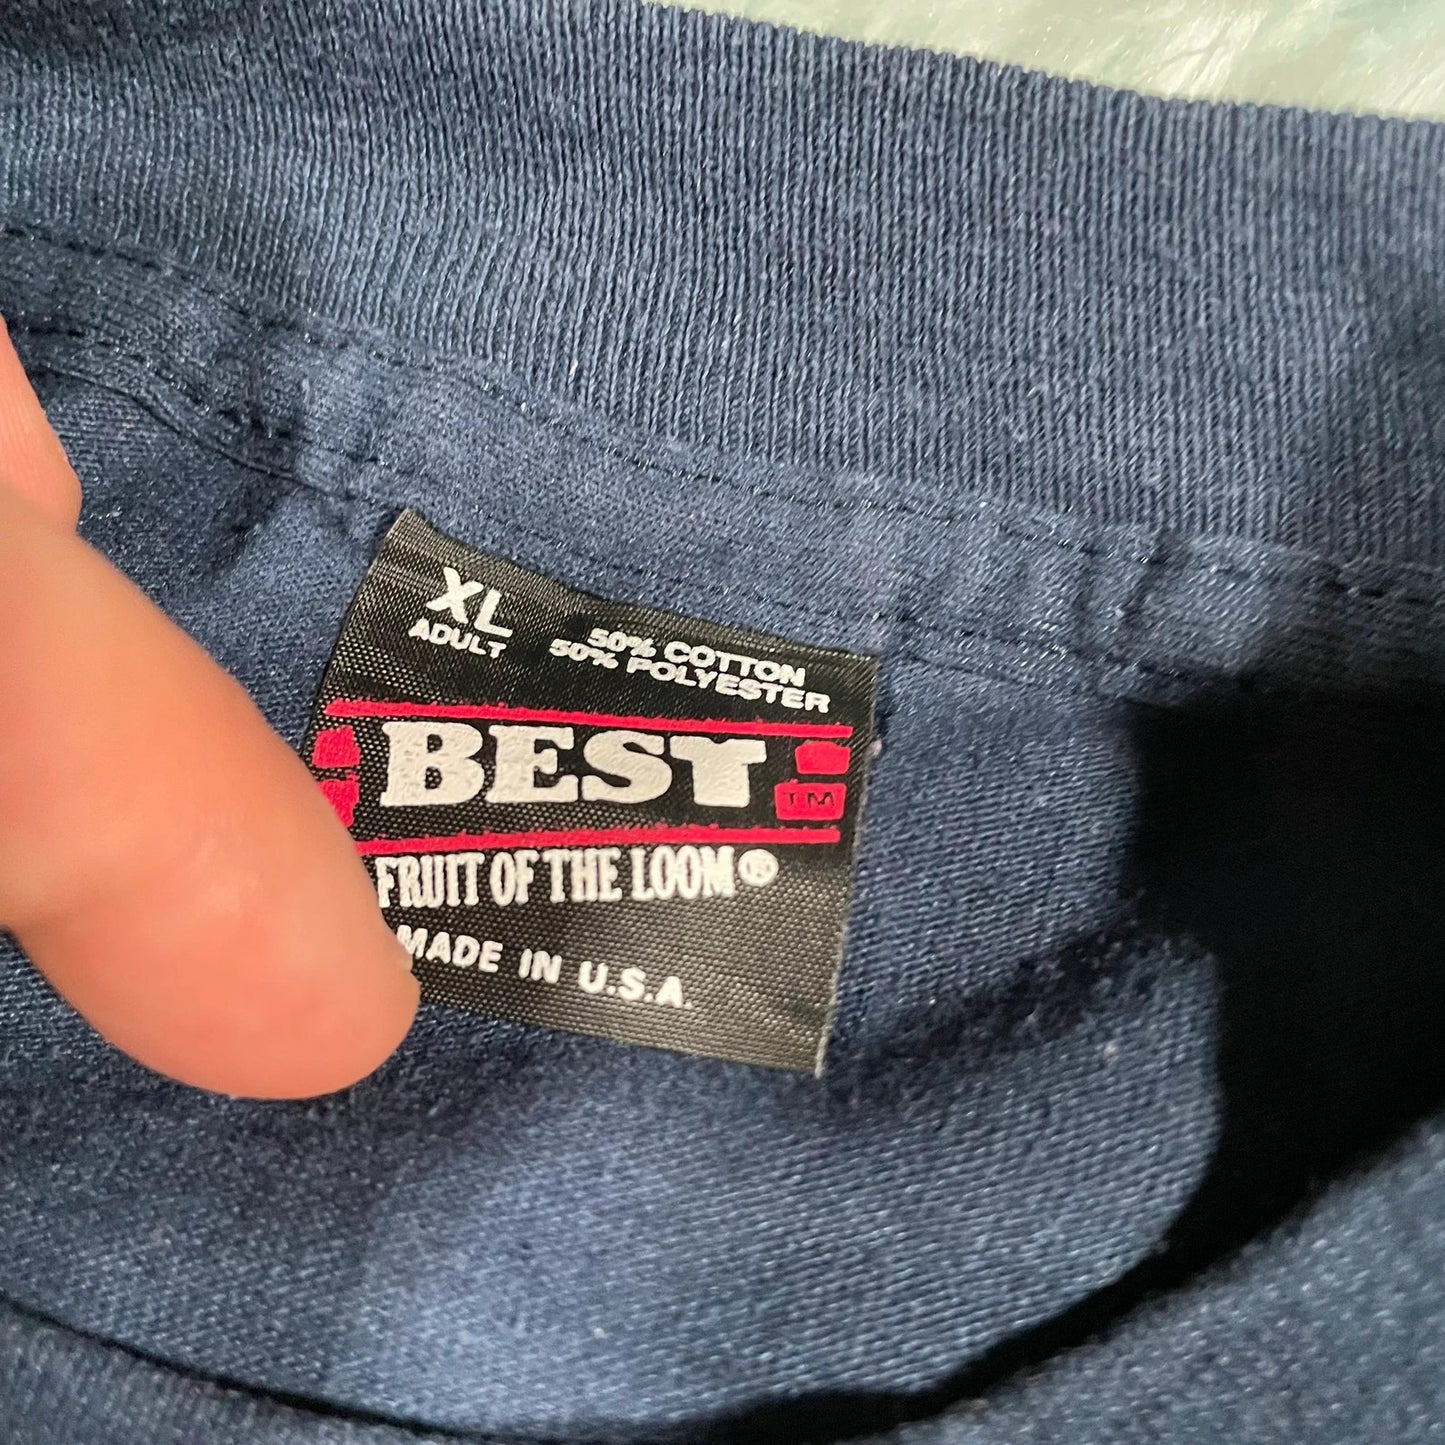 XL
ADULT
50% COTTON
50% POLYESTER
BEST
TM
FRUIT OF THE LOOM®
MADE IN U.S.A.